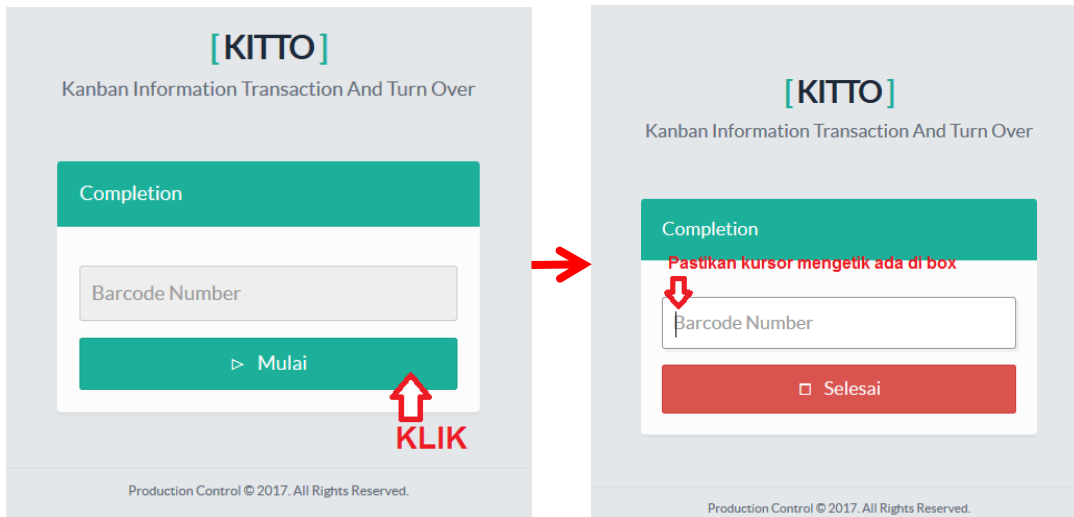 [KITTO]
Kanban Information Transaction And Turn Over
Completion
Barcode Number
▷ Mulai
KLIK
Production Control © 2017. All Rights Reserved.
[KITTO]
Kanban Information Transaction And Turn Over
Completion
Pastikan kursor mengetik ada di box
Barcode Number
□ Selesai
Production Control © 2017. All Rights Reserved.